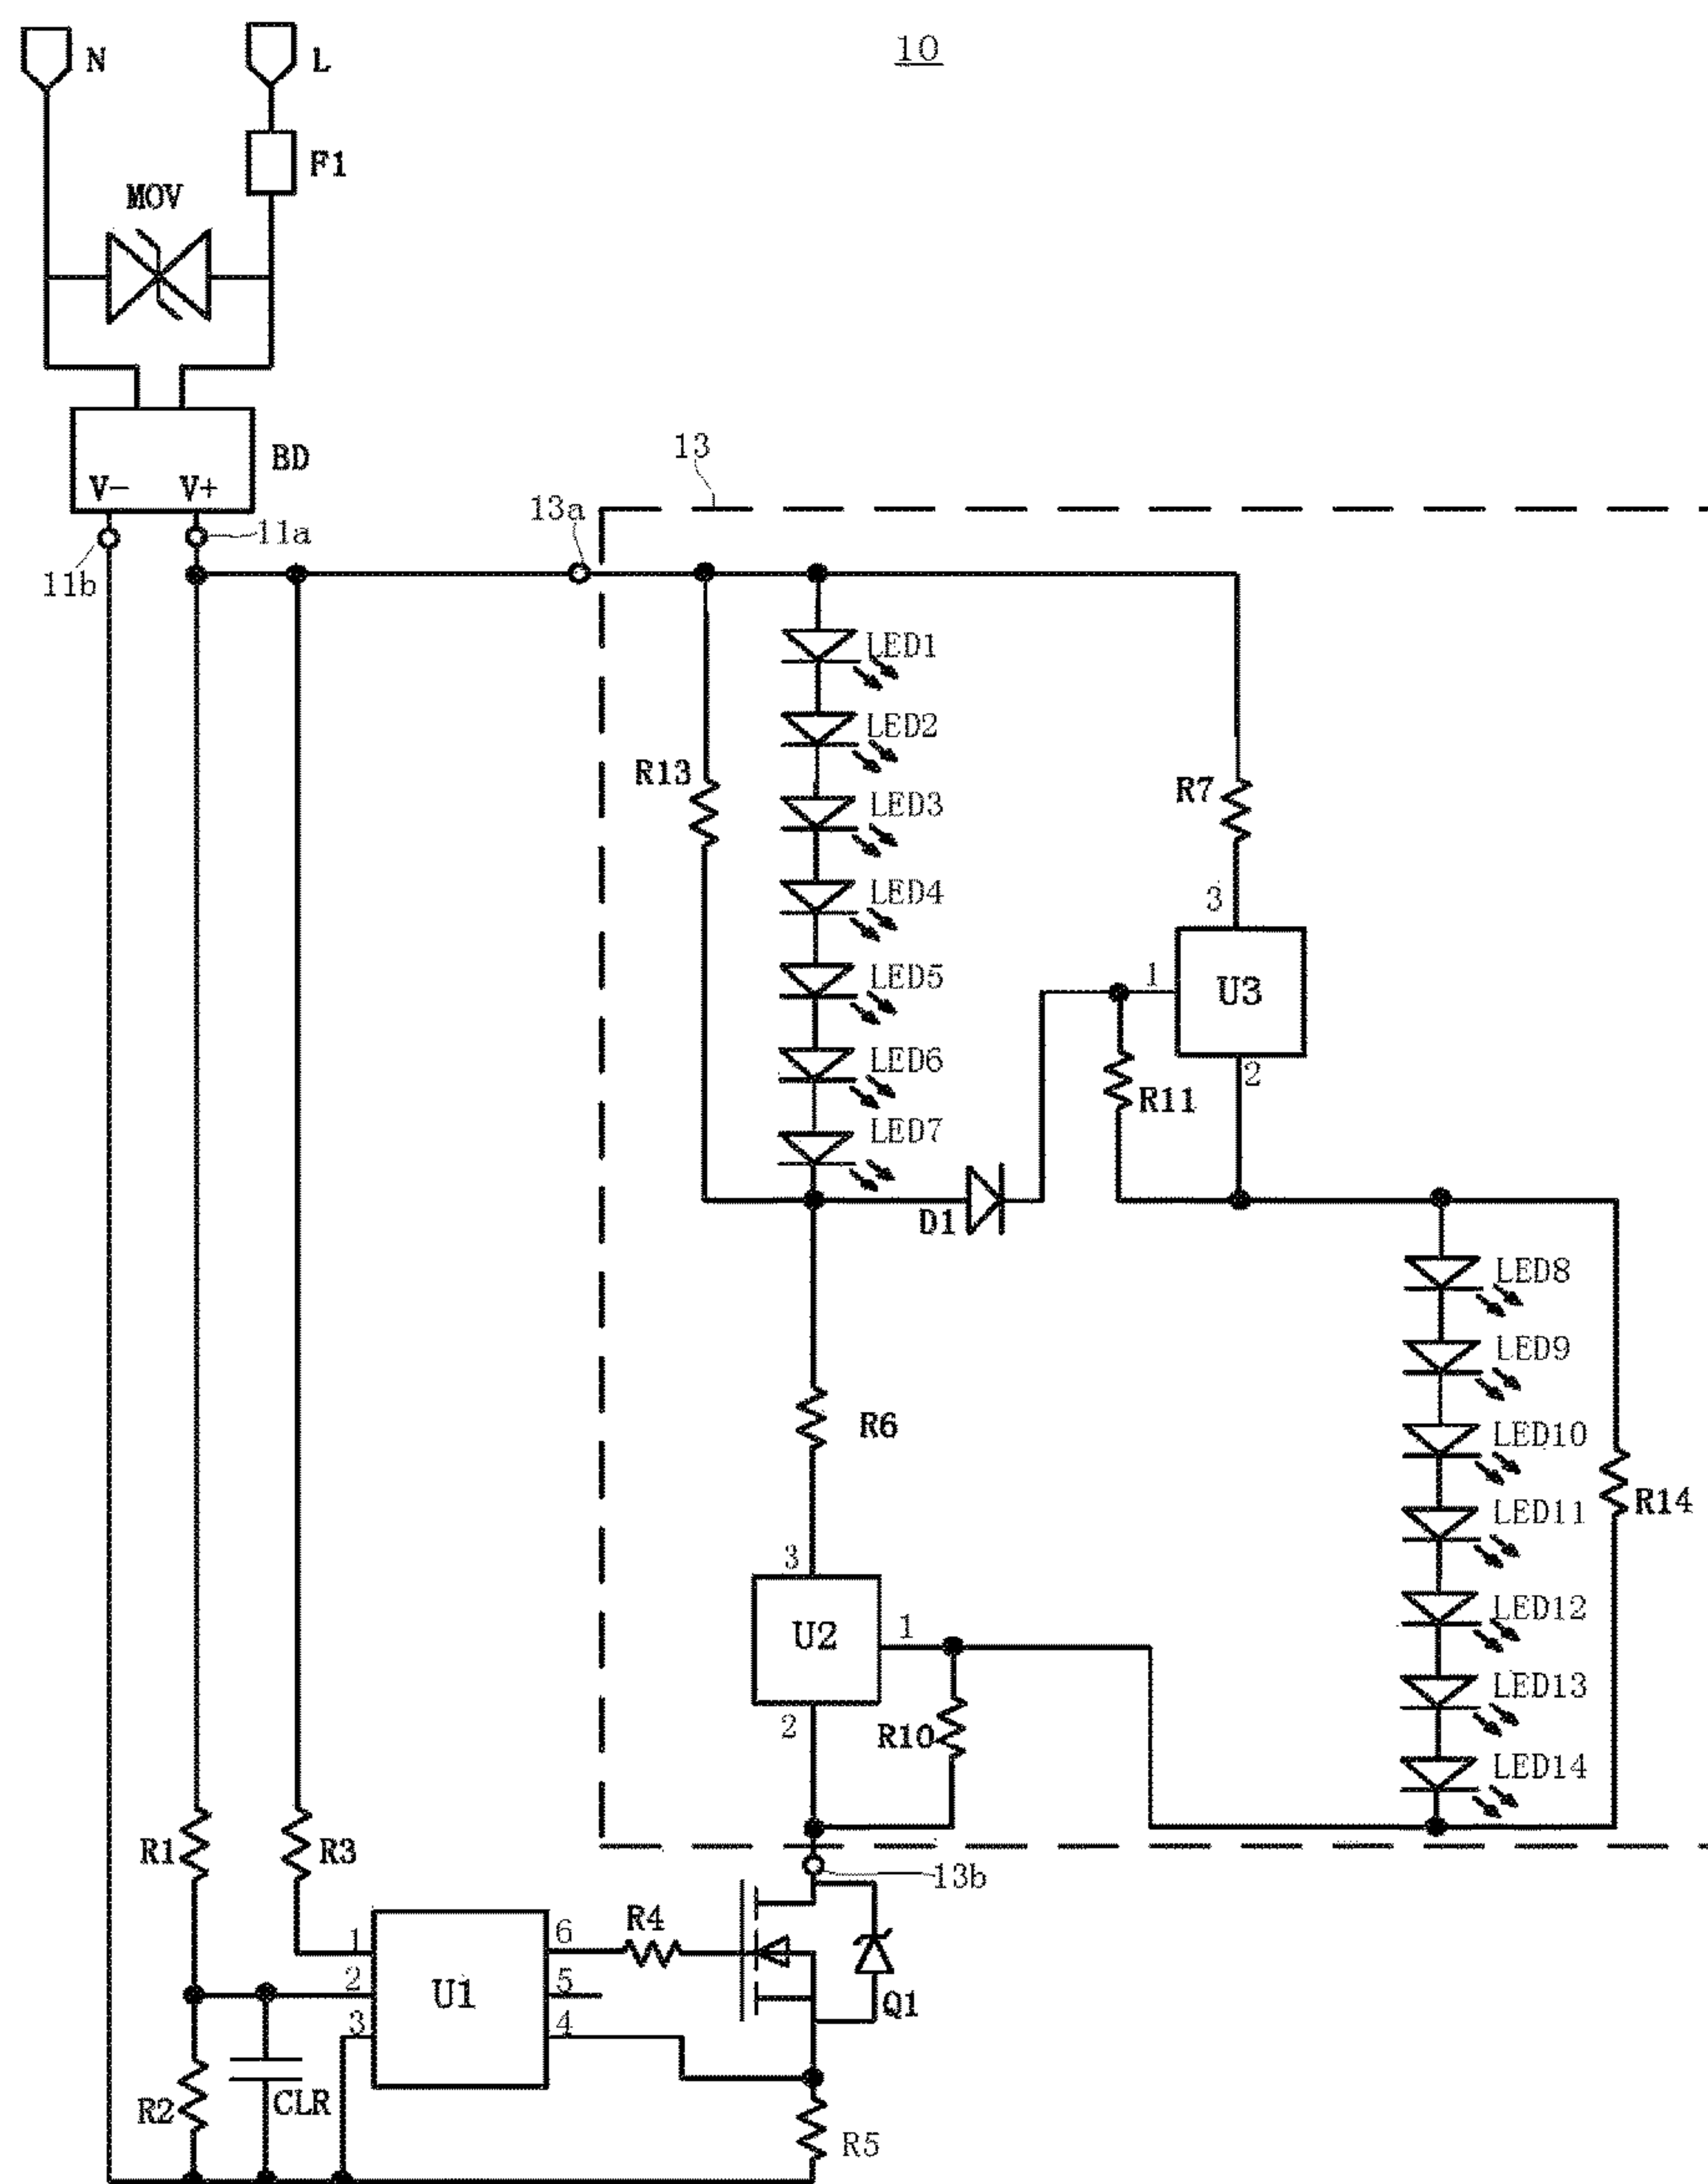 10
N
L
F1
MOV
BD
V-
V+
11a
11b
13
13a
LED1
LED2
R13
R7
LED3
LED4
3
LED5
1
U3
LED6
2
R11
LED7
D1
LED8
LED9
R6
LED10
R14
LED11
3
U2
1
LED12
2
R10
LED13
LED14
R1
R3
13b
1
6
R4
2
U1
5
3
4
Q1
R2
CLR
R5